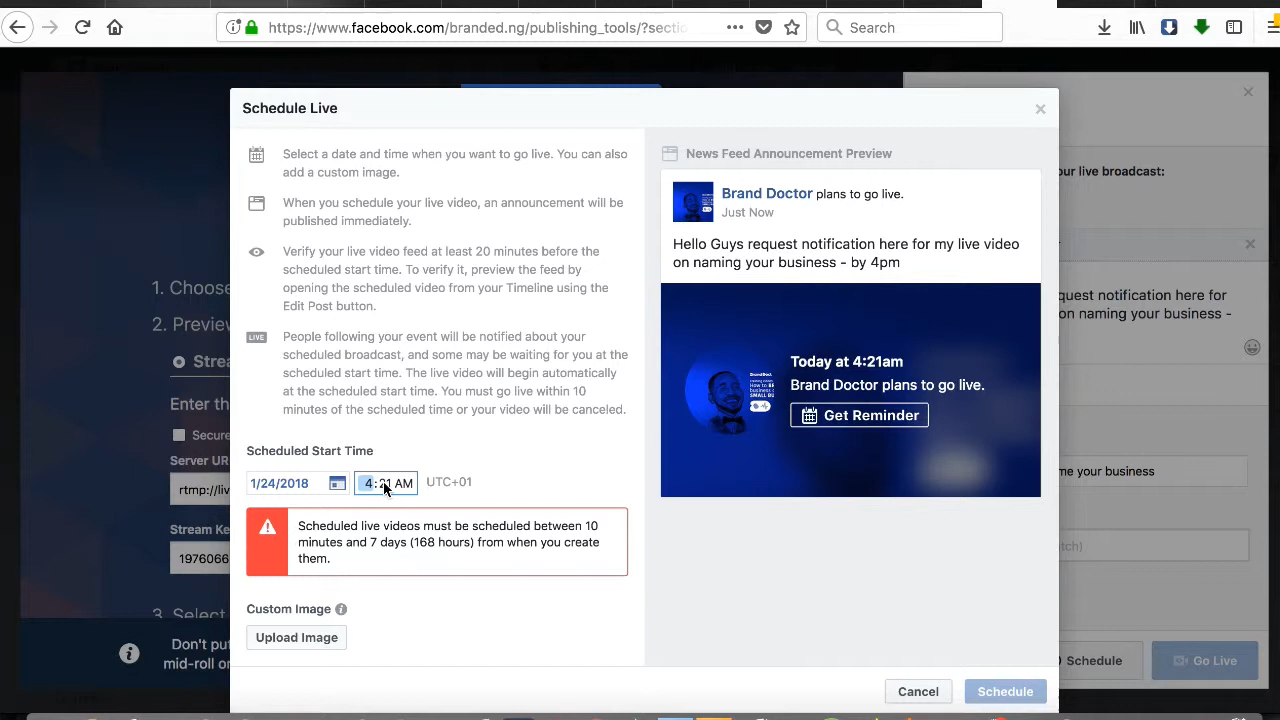 https://www.facebook.com/branded.ng/publishing_tools/?sectio
Search
Schedule Live
Select a date and time when you want to go live. You can also
add a custom image.
When you schedule your live video, an announcement will be
published immediately.
Verify your live video feed at least 20 minutes before the
scheduled start time. To verify it, preview the feed by
opening the scheduled video from your Timeline using the
Edit Post button.
LIVE
People following your event will be notified about your
scheduled broadcast, and some may be waiting for you at the
scheduled start time. The live video will begin automatically
at the scheduled start time. You must go live within 10
minutes of the scheduled time or your video will be canceled.
Scheduled Start Time
1/24/2018
4:21 AM
UTC+01
Scheduled live videos must be scheduled between 10
minutes and 7 days (168 hours) from when you create
them.
Custom Image
Upload Image
News Feed Announcement Preview
Brand Doctor plans to go live.
Just Now
Hello Guys request notification here for my live video
on naming your business - by 4pm
Today at 4:21am
Brand Doctor plans to go live.
Get Reminder
Cancel
Schedule
1. Choose
2. Preview
Strea
Enter the
Secure
Server UR
rtmp://liv
Stream Ke
1976066
3. Select
Don't put
mid-roll or
our live broadcast:
quest notification here for
on naming your business -
me your business
tch)
Schedule
Go Live